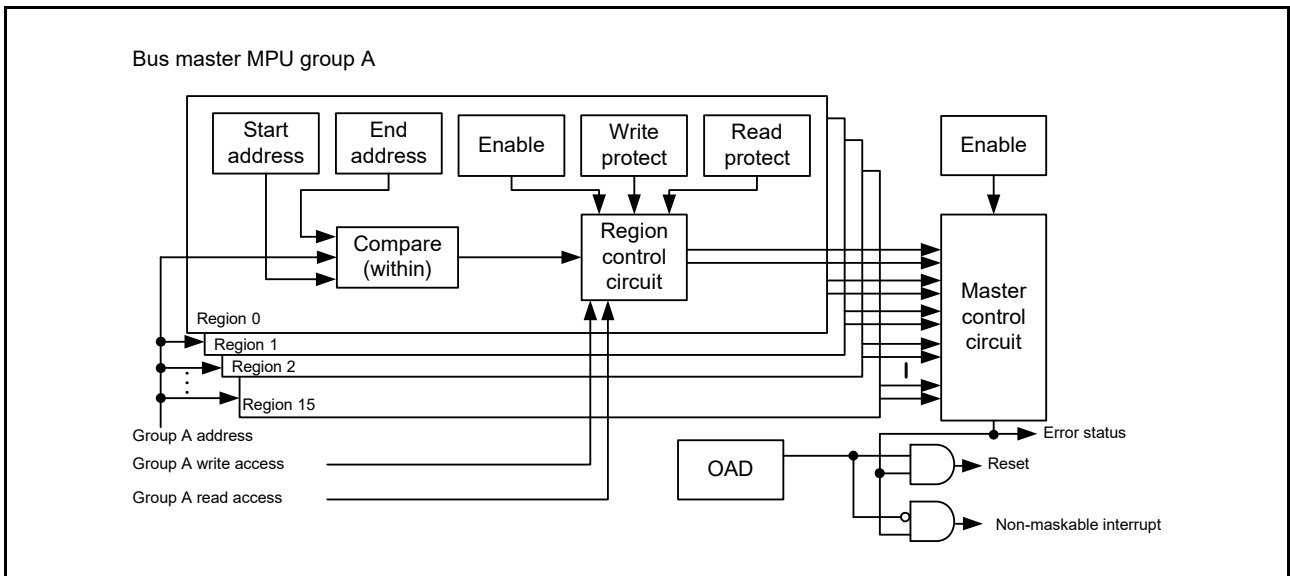 Bus master MPU group A
Start
address
End
address
Enable
Write
protect
Read
protect
Enable
Compare
(within)
Region
control
circuit
Master
control
circuit
Region 0
Region 1
Region 2
Region 15
Group A address
Group A write access
Group A read access
OAD
Error status
Reset
Non-maskable interrupt